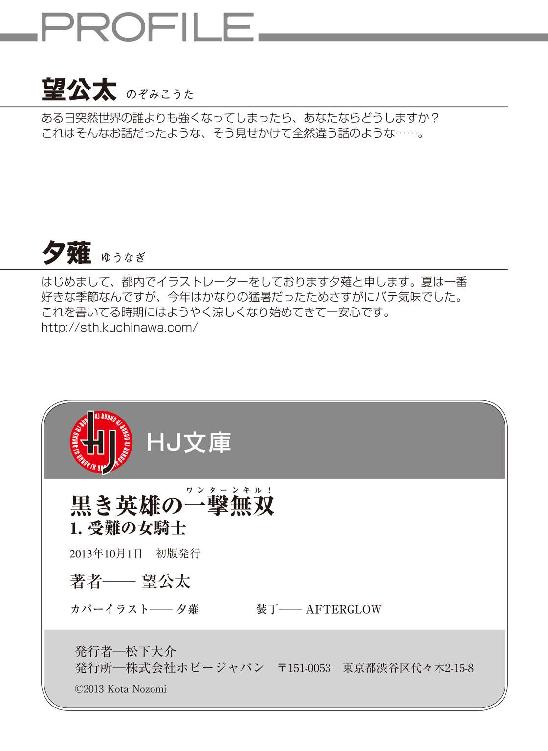 PROFILE
望公太 のぞみこうた
ある日突然世界の誰よりも強くなってしまったら、あなたならどうしますか?
これはそんなお話だったような、そう見せかけて全然違う話のような……。
夕薙 ゆうなぎ
はじめまして、都内でイラストレーターをしております夕薙と申します。夏は一番
好きな季節なんですが、今年はかなりの猛暑だったためさすがにバテ気味でした。
これを書いてる時期にはようやく涼しくなり始めてきて一安心です。
http://sth.kuchinawa.com/
HJ
HJ文庫
ワンターンキル!
黒き英雄の一撃無双
1. 受難の女騎士
2013年10月1日 初版発行
著者―― 望公太
カバーイラスト――夕薙 装丁―― AFTERGLOW
発行者―松下大介
発行所―株式会社ホビージャパン 〒151-0053 東京都渋谷区代々木2-15-8
©2013 Kota Nozomi